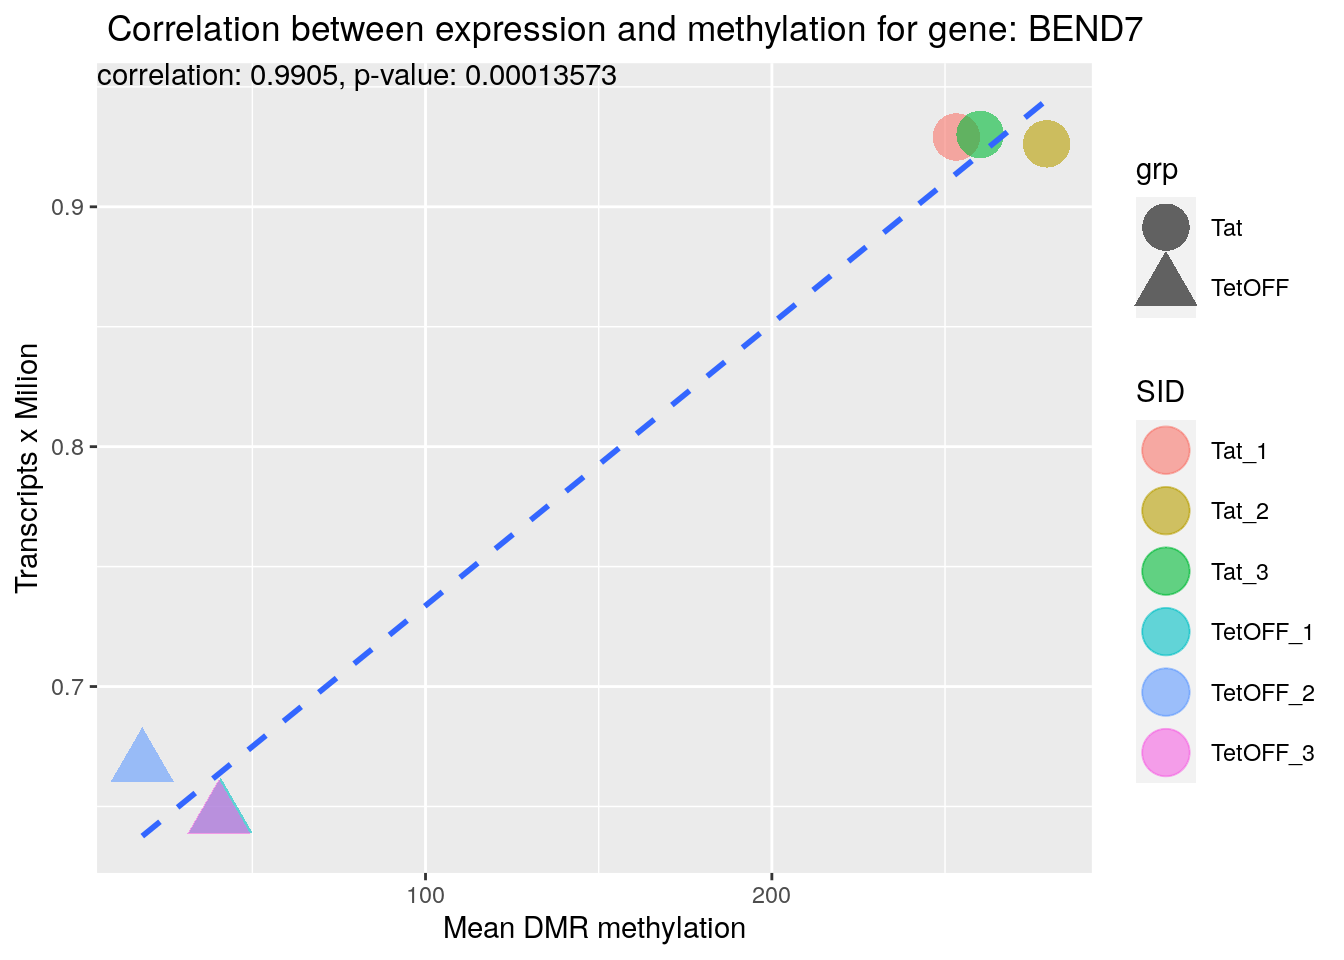 Correlation between expression and methylation for gene: BEND7
correlation: 0.9905, p-value: 0.00013573
Transcripts x Milion
0.9
0.8
0.7
100
200
Mean DMR methylation
grp
Tat
TetOFF
SID
Tat_1
Tat_2
Tat_3
TetOFF_1
TetOFF_2
TetOFF_3